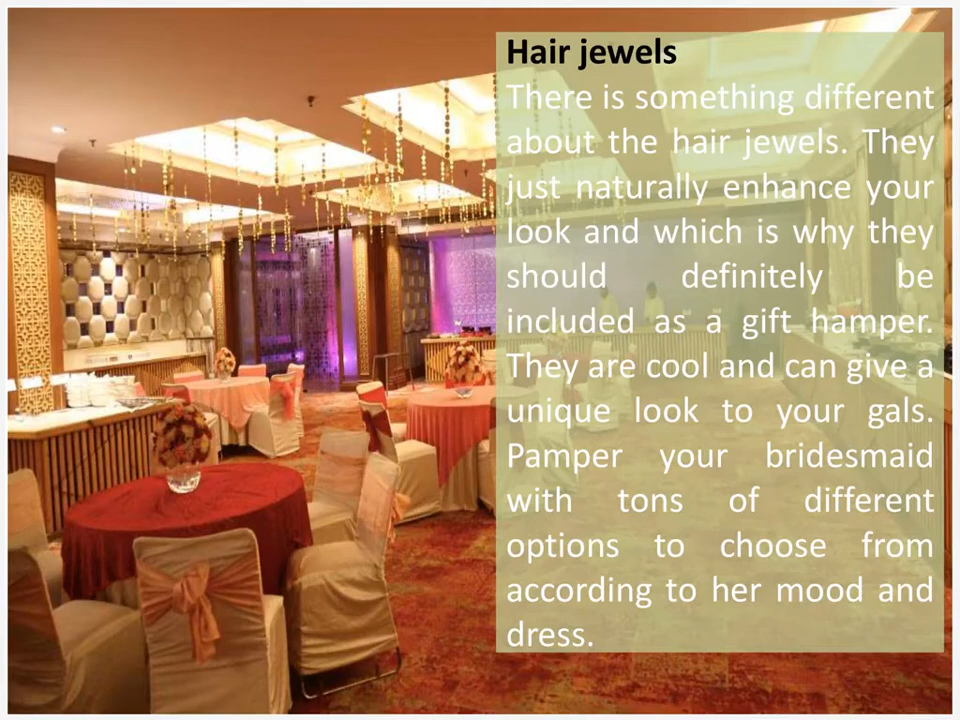 Hair jewels
There is something different
about the hair jewels. They
just naturally enhance your
look and which is why they
should definitely be
included as a gift hamper.
They are cool and can give a
unique look to your gals.
Pamper your bridesmaid
with tons of different
options to choose from
according to her mood and
dress.